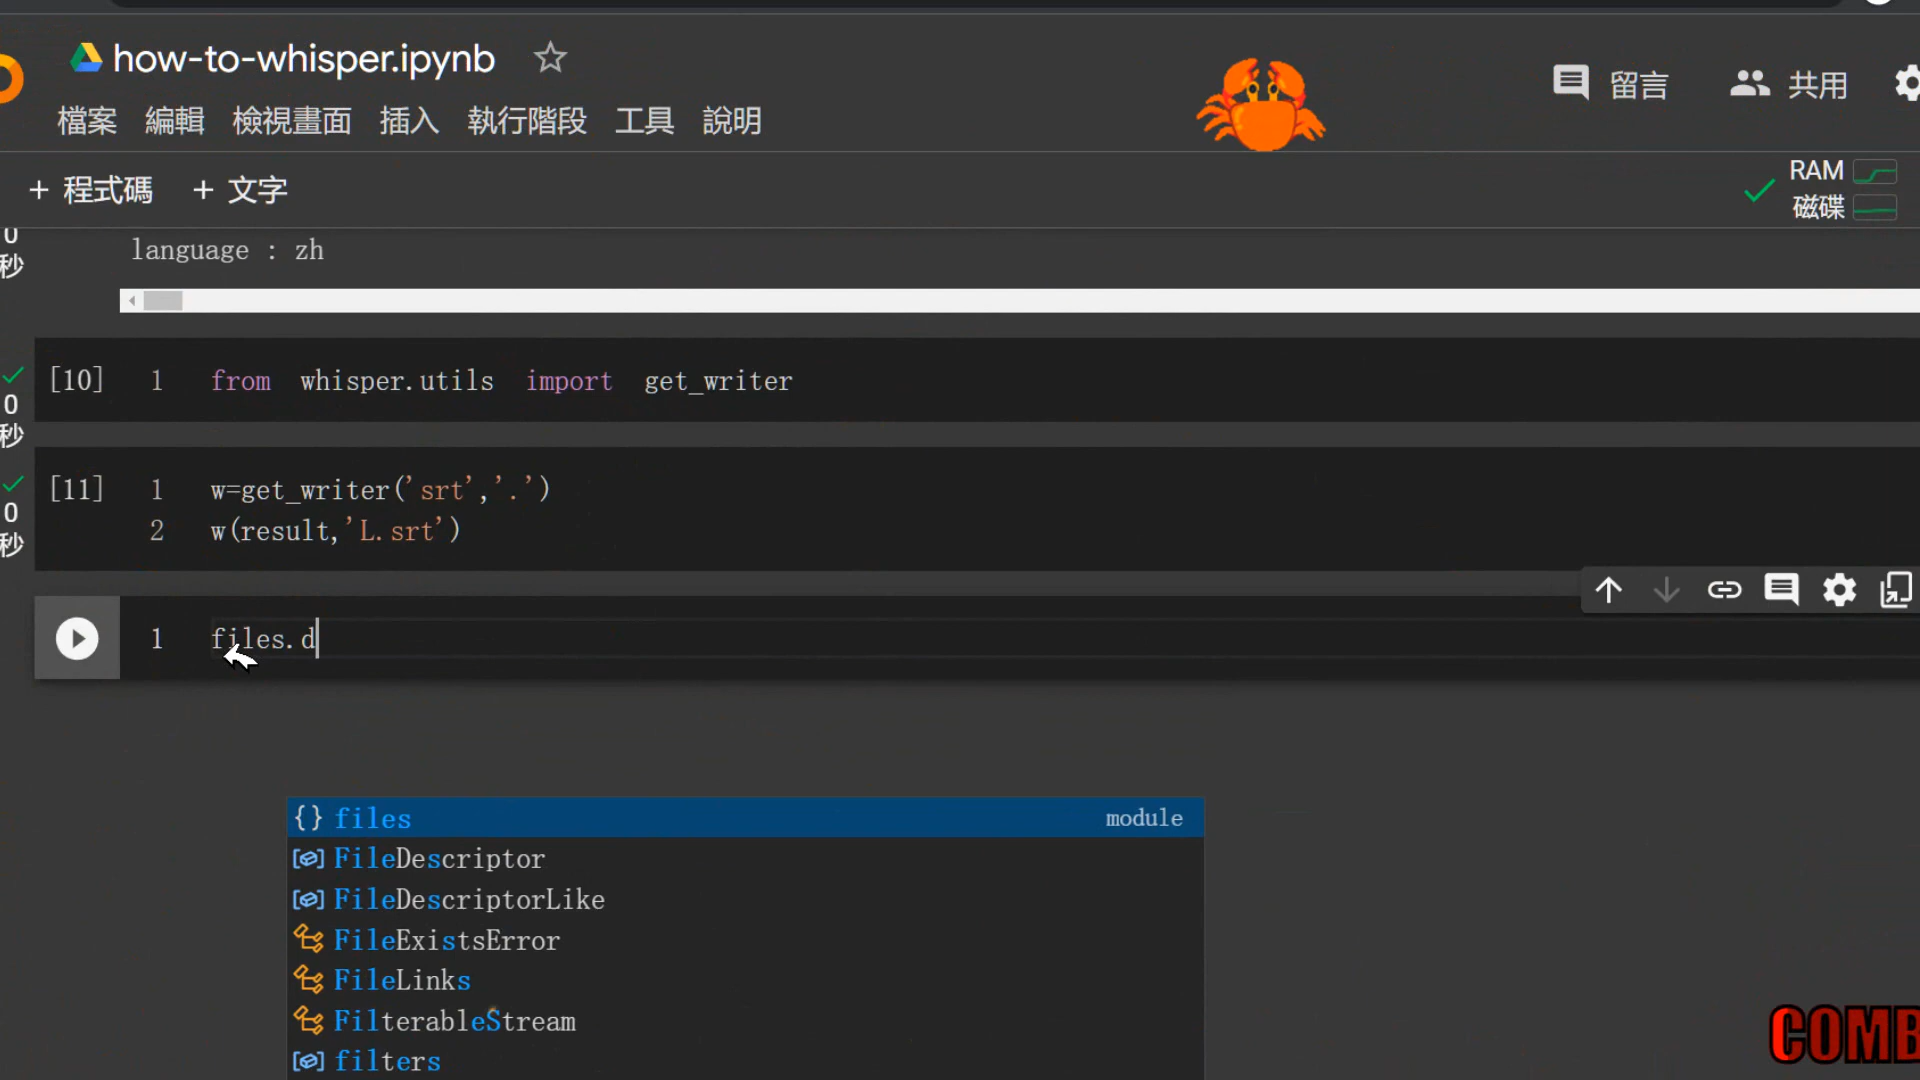 how-to-whisper.ipynb
留言
共用
檔案 編輯 檢視畫面 插入 執行階段 工具 說明
+ 程式碼 + 文字
RAM
磁碟
0
秒
language : zh
[10] 1 from whisper.utils import get_writer
0
秒
[11] 1 w=get_writer('srt','.')
0
2 w(result,'L.srt')
秒
1 files.d
{} files module
FileDescriptor
FileDescriptorLike
FileExistsError
FileLinks
FilterableStream
filters
COMB